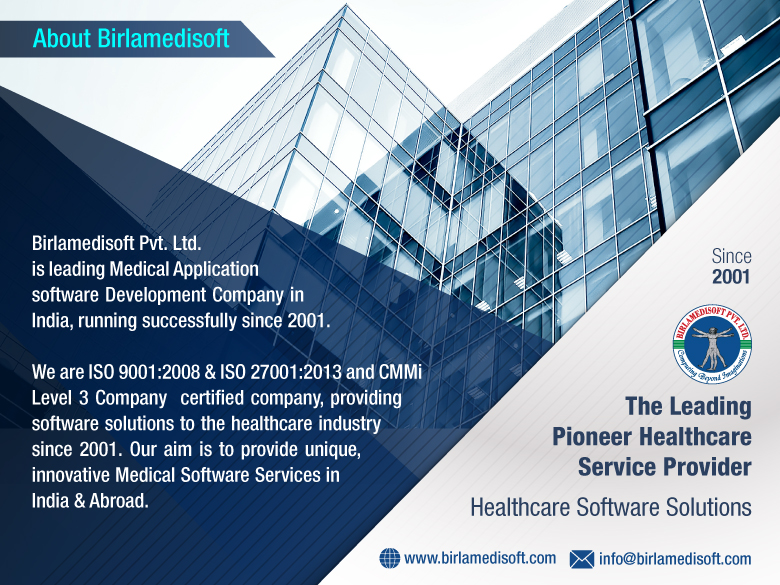 About Birlamedisoft
Birlamedisoft Pvt. Ltd.
is leading Medical Application
software Development Company in
India, running successfully since 2001.
We are ISO 9001:2008 & ISO 27001:2013 and CMMi
Level 3 Company certified company, providing
software solutions to the healthcare industry
since 2001. Our aim is to provide unique,
innovative Medical Software Services in
India & Abroad.
Since
2001
BIRLAMEDISOFT PVT. LTD.
Computing Beyond Imaginations
The Leading
Pioneer Healthcare
Service Provider
Healthcare Software Solutions
www.birlamedisoft.com
info@birlamedisoft.com